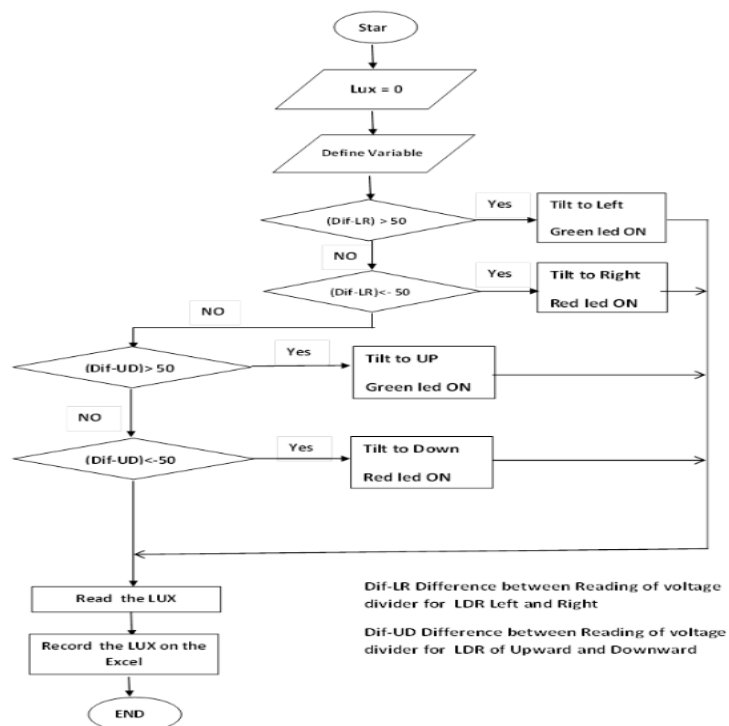 Star
Lux = 0
Define Variable
(Dif-LR) > 50
Yes
Tilt to Left
Green led ON
NO
(Dif-LR)<- 50
Yes
Tilt to Right
Red led ON
NO
(Dif-UD)> 50
Yes
Tilt to UP
Green led ON
NO
(Dif-UD)<-50
Yes
Tilt to Down
Red led ON
Read the LUX
Record the LUX on the
Excel
END
Dif-LR Difference between Reading of voltage
divider for LDR Left and Right
Dif-UD Difference between Reading of voltage
divider for LDR of Upward and Downward